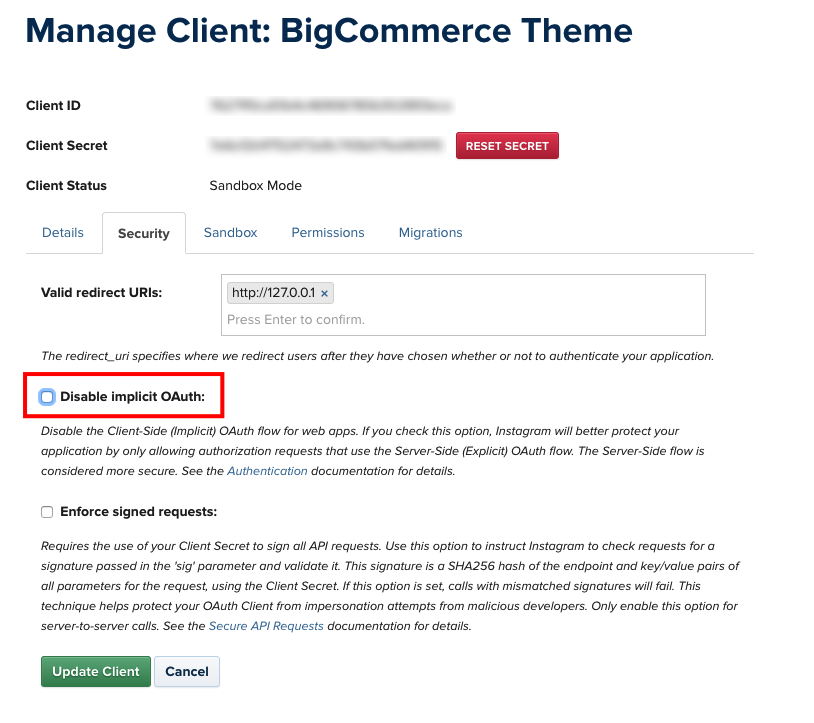 Manage Client: BigCommerce Theme
Client ID
Client Secret RESET SECRET
Client Status Sandbox Mode
Details Security Sandbox Permissions Migrations
Valid redirect URIs: http://127.0.0.1 ×
Press Enter to confirm.
The redirect_uri specifies where we redirect users after they have chosen whether or not to authenticate your application.
Disable implicit OAuth:
Disable the Client-Side (Implicit) OAuth flow for web apps. If you check this option, Instagram will better protect your
application by only allowing authorization requests that use the Server-Side (Explicit) OAuth flow. The Server-Side flow is
considered more secure. See the Authentication documentation for details.
Enforce signed requests:
Requires the use of your Client Secret to sign all API requests. Use this option to instruct Instagram to check requests for a
signature passed in the 'sig' parameter and validate it. This signature is a SHA256 hash of the endpoint and key/value pairs of
all parameters for the request, using the Client Secret. If this option is set, calls with mismatched signatures will fail. This
technique helps protect your OAuth Client from impersonation attempts from malicious developers. Only enable this option for
server-to-server calls. See the Secure API Requests documentation for details.
Update Client Cancel